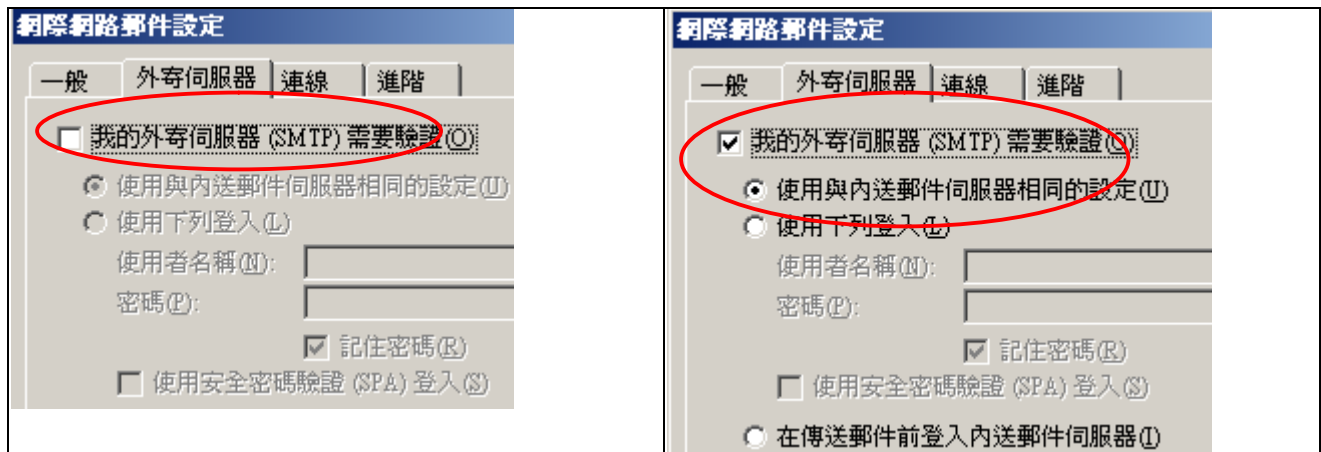 網際網路郵件設定
一般 外寄伺服器 連線 進階
我的外寄伺服器 (SMTP) 需要驗證(O)
使用與內送郵件伺服器相同的設定(U)
使用下列登入(L)
使用者名稱(N):
密碼(P):
記住密碼(R)
使用安全密碼驗證 (SPA) 登入(S)
網際網路郵件設定
一般 外寄伺服器 連線 進階
我的外寄伺服器 (SMTP) 需要驗證(O)
使用與內送郵件伺服器相同的設定(U)
使用下列登入(L)
使用者名稱(N):
密碼(P):
記住密碼(R)
使用安全密碼驗證 (SPA) 登入(S)
在傳送郵件前登入內送郵件伺服器(I)